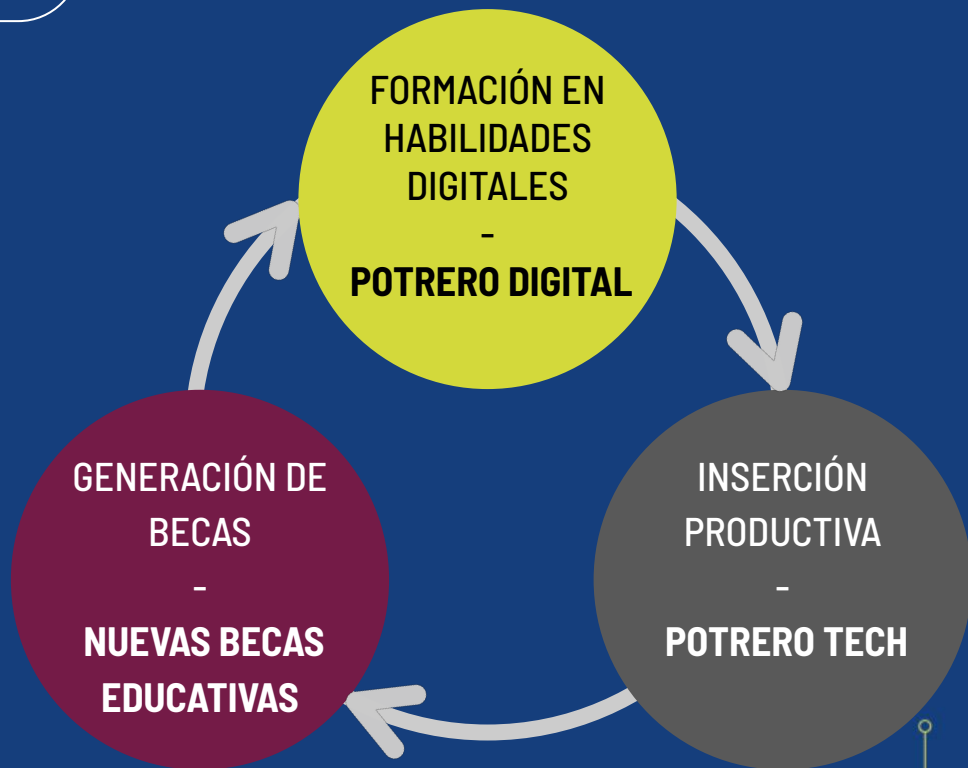 FORMACIÓN EN
HABILIDADES
DIGITALES
-
POTRERO DIGITAL
INSERCIÓN
PRODUCTIVA
-
POTRERO TECH
GENERACIÓN DE
BECAS
-
NUEVAS BECAS
EDUCATIVAS